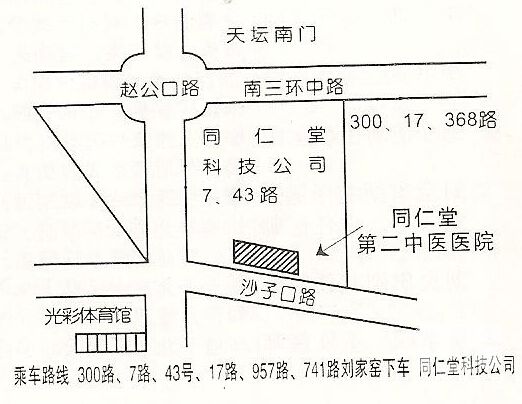 天坛南门
赵公口路
南三环中路
同仁堂
科技公司
7、43路
300、17、368路
同仁堂
第二中医医院
沙子口路
光彩体育馆
乘车路线 300路、7路、43号、17路、957路、741路刘家窑下车 同仁堂科技公司